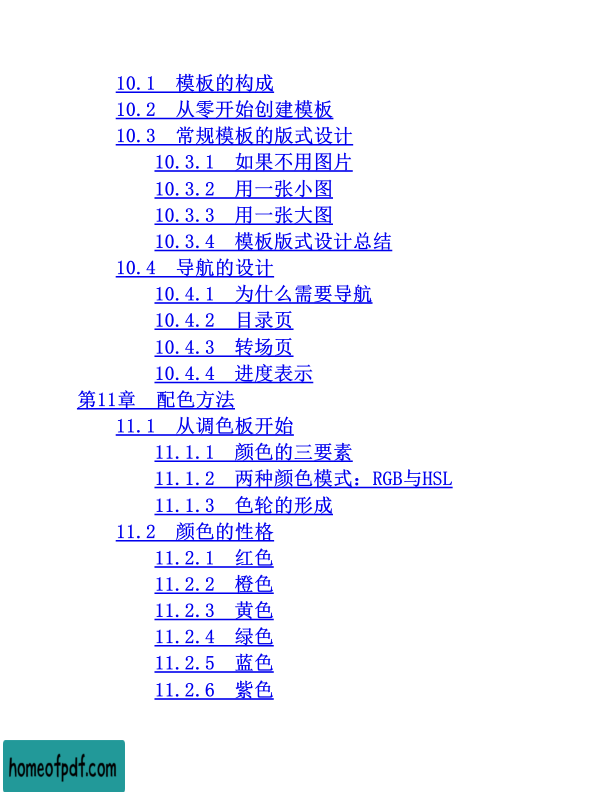 10.1　模板的构成
10.2　从零开始创建模板
10.3　常规模板的版式设计
10.3.1　如果不用图片
10.3.2　用一张小图
10.3.3　用一张大图
10.3.4　模板版式设计总结
10.4　导航的设计
10.4.1　为什么需要导航
10.4.2　目录页
10.4.3　转场页
10.4.4　进度表示
第11章　配色方法
11.1　从调色板开始
11.1.1　颜色的三要素
11.1.2　两种颜色模式：RGB与HSL
11.1.3　色轮的形成
11.2　颜色的性格
11.2.1　红色
11.2.2　橙色
11.2.3　黄色
11.2.4　绿色
11.2.5　蓝色
11.2.6　紫色
homeofpdf.com